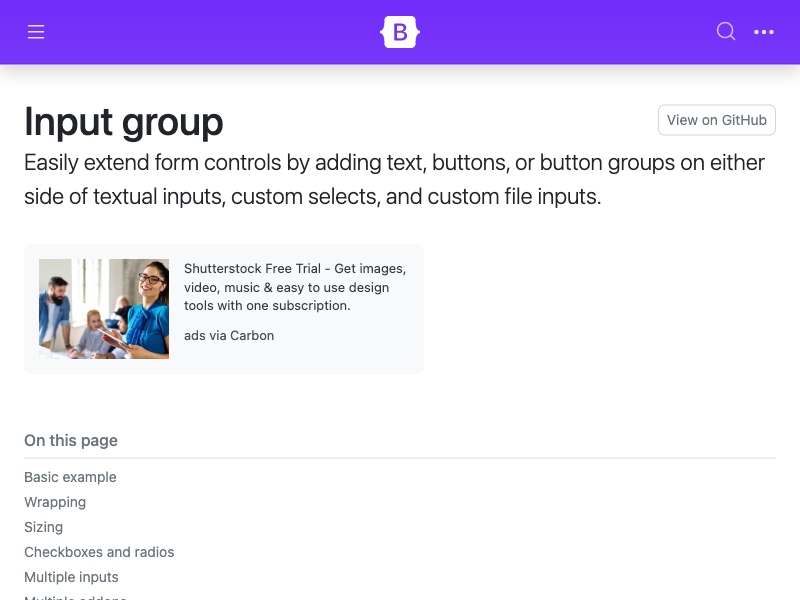 B
Input group
View on GitHub
Easily extend form controls by adding text, buttons, or button groups on either
side of textual inputs, custom selects, and custom file inputs.
Shutterstock Free Trial - Get images,
video, music & easy to use design
tools with one subscription.
ads via Carbon
On this page
Basic example
Wrapping
Sizing
Checkboxes and radios
Multiple inputs
Multiple addons